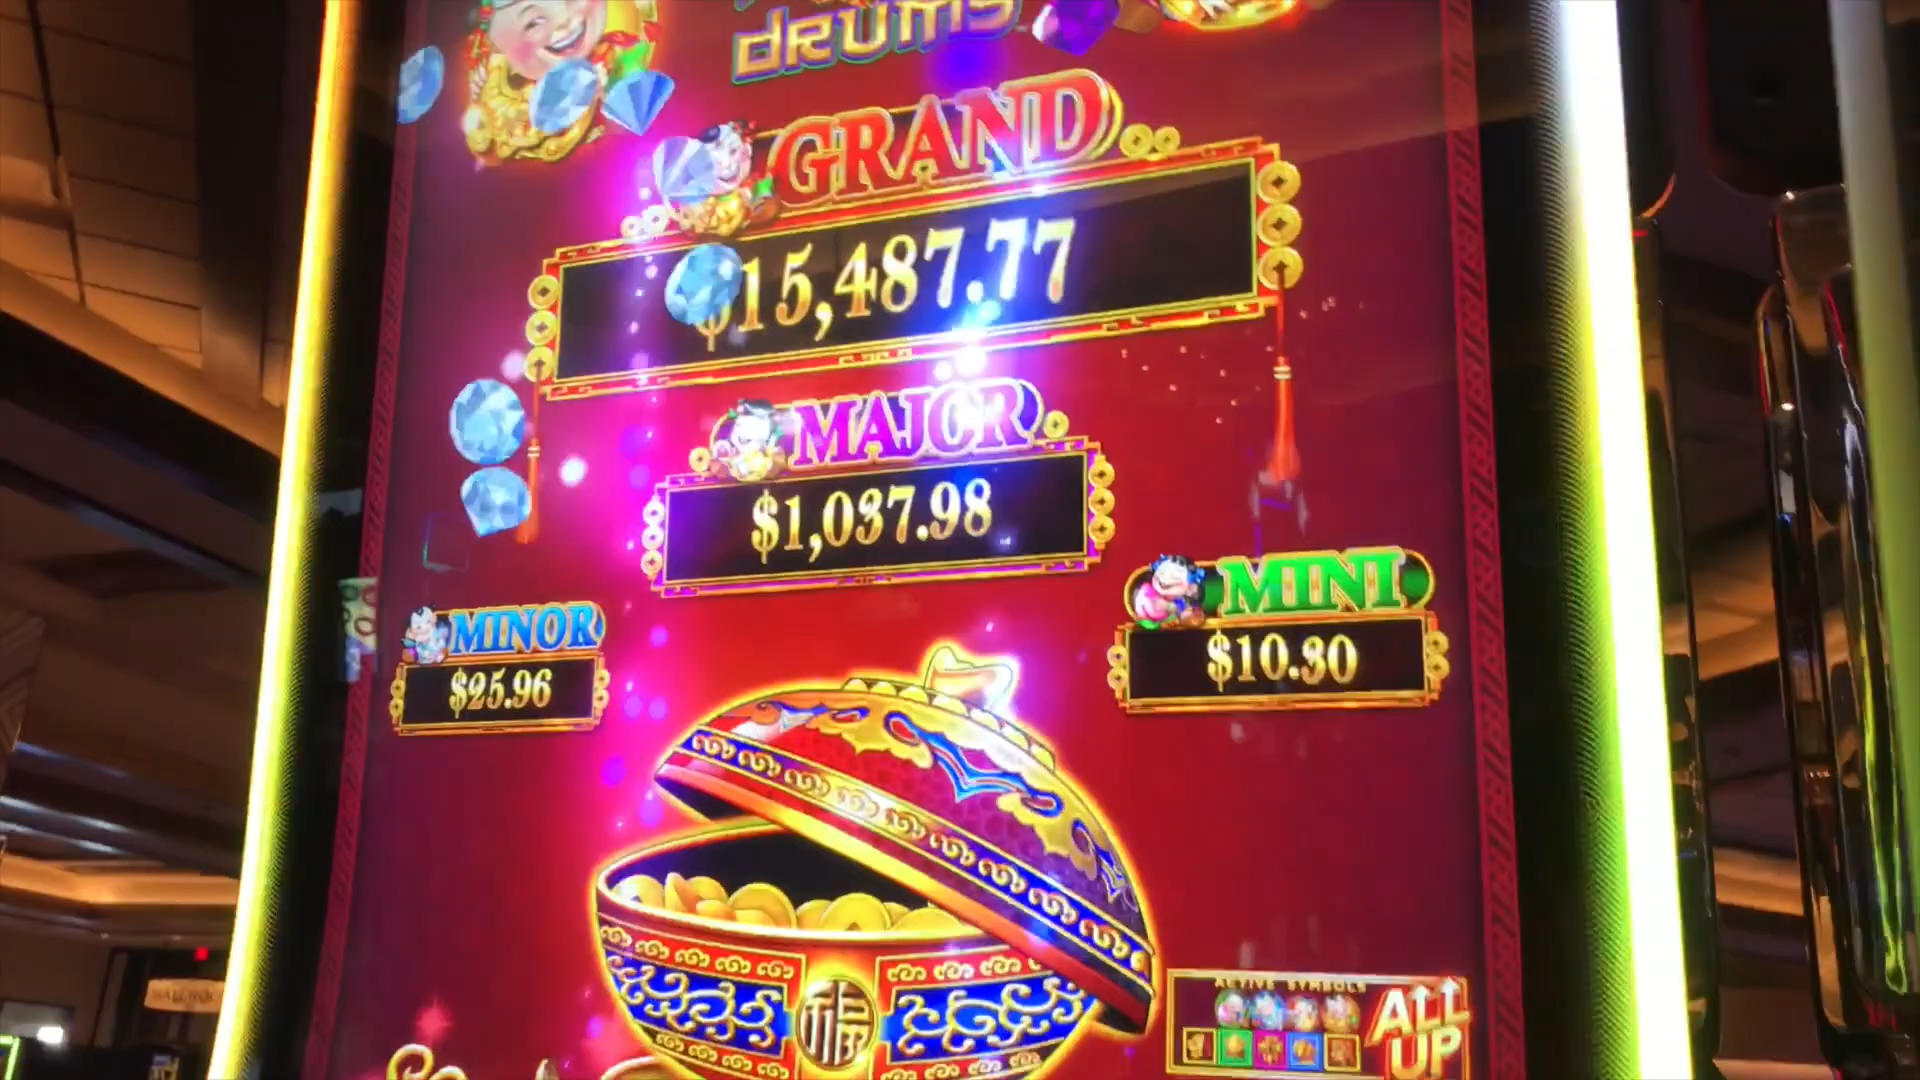 DRUMS
GRAND
$15,487.77
MAJOR
$1,037.98
MINOR
$25.96
MINI
$10.30
福
ACTIVE SYMBOLS
ALL
UP